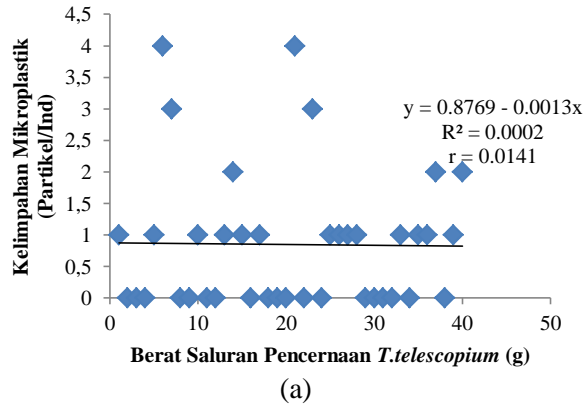 4,5
4
3,5
3
2,5
2
1,5
1
0,5
0
Kelimpahan Mikroplastik
(Partikel/Ind)
y = 0.8769 - 0.0013x
R² = 0.0002
r = 0.0141
0 10 20 30 40 50
Berat Saluran Pencernaan T.telescopium (g)
(a)